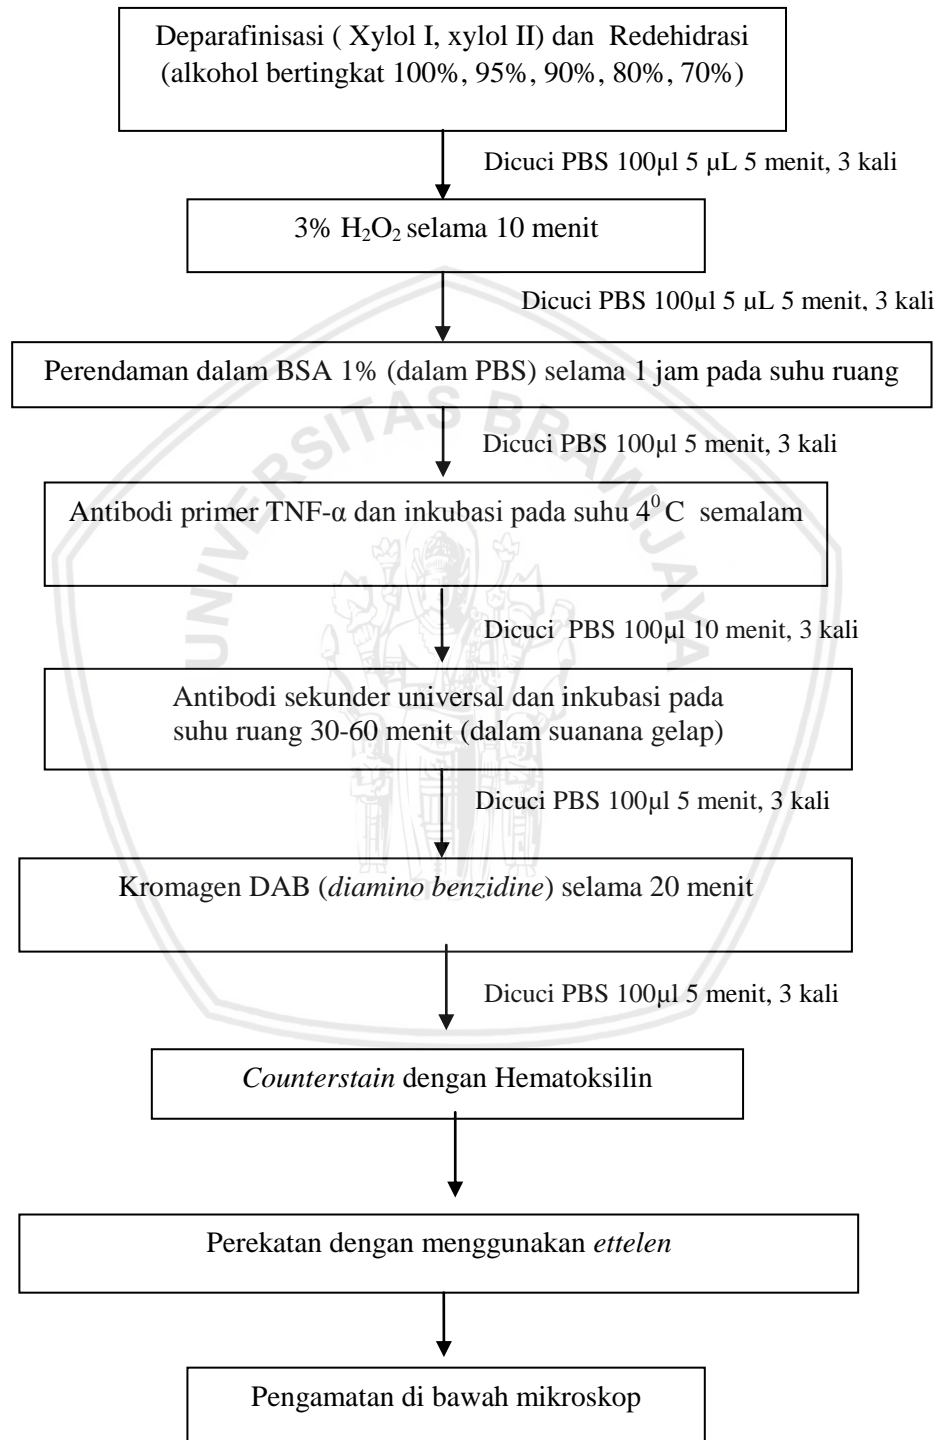 Deparafinisasi ( Xylol I, xylol II) dan Redehidrasi
(alkohol bertingkat 100%, 95%, 90%, 80%, 70%)
Dicuci PBS 100µl 5 µL 5 menit, 3 kali
3% H₂O₂ selama 10 menit
Dicuci PBS 100µl 5 µL 5 menit, 3 kali
Perendaman dalam BSA 1% (dalam PBS) selama 1 jam pada suhu ruang
Dicuci PBS 100µl 5 menit, 3 kali
Antibodi primer TNF-α dan inkubasi pada suhu 4⁰ C semalam
Dicuci PBS 100µl 10 menit, 3 kali
Antibodi sekunder universal dan inkubasi pada
suhu ruang 30-60 menit (dalam suanana gelap)
Dicuci PBS 100µl 5 menit, 3 kali
Kromagen DAB (diamino benzidine) selama 20 menit
Dicuci PBS 100µl 5 menit, 3 kali
Counterstain dengan Hematoksilin
Perekatan dengan menggunakan ettelen
Pengamatan di bawah mikroskop
UNIVERSITAS BRAWIJAYA